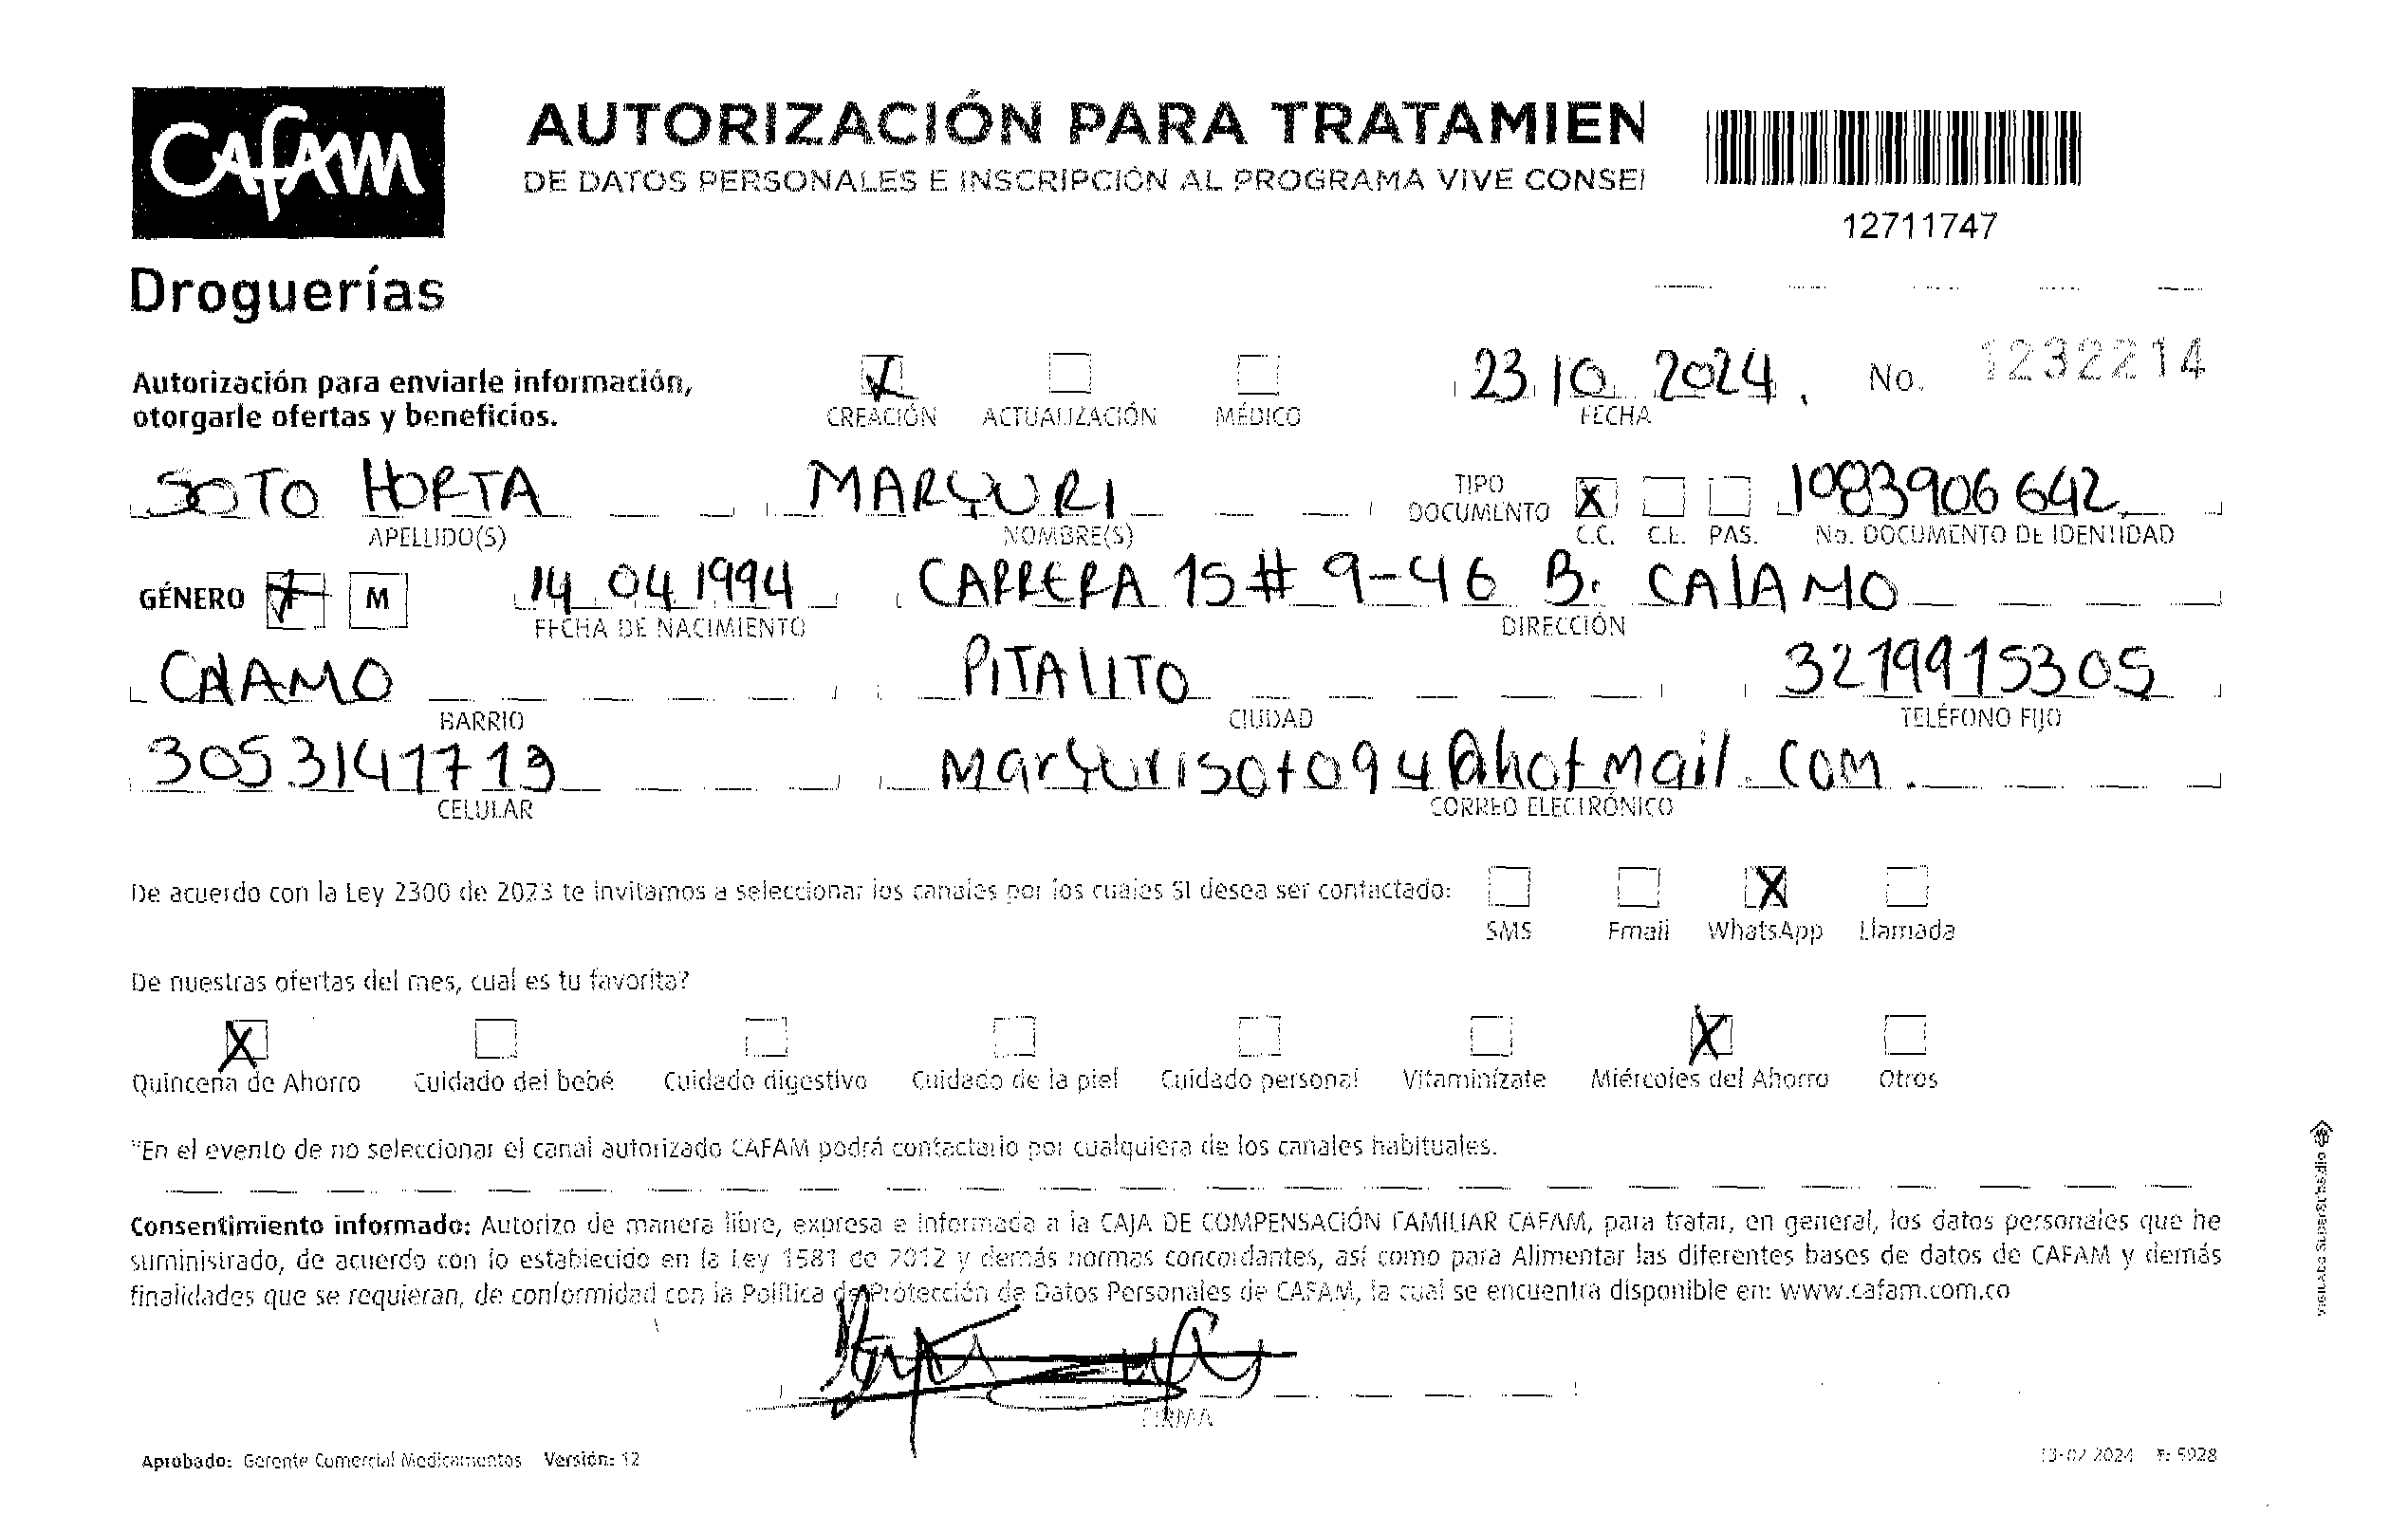 CAFAM
Droguerías
AUTORIZACIÓN PARA TRATAMIEN
DE DATOS PERSONALES E INSCRIPCIÓN AL PROGRAMA VIVE CONSEI
12711747
Autorización para enviarle información,
otorgarle ofertas y beneficios.
CREACIÓN ACTUALIZACIÓN MÉDICO
23 10 2024
FECHA
No. 1232214
SOTO HORTA MARYURI
APELLIDO(S) NOMBRE(S)
TIPO
DOCUMENTO
X
C.C. C.E. PAS.
1083906642
No. DOCUMENTO DE IDENTIDAD
GÉNERO F M 14 04 1994 CARRERA 15# 9-46 B. CALAMO
FECHA DE NACIMIENTO DIRECCIÓN
CALAMO PITALITO 3219915305
BARRIO CIUDAD TELÉFONO FIJO
3053141713 maryurisoto94@hotmail.com.
CELULAR CORREO ELECTRÓNICO
De acuerdo con la Ley 2300 de 2023 te invitamos a seleccionar los canales por los cuales SI desea ser contactado: X
SMS Email WhatsApp Llamada
De nuestras ofertas del mes, cual es tu favorita?
X X
Quincena de Ahorro Cuidado del bebé Cuidado digestivo Cuidado de la piel Cuidado personal Vitaminízate Miércoles del Ahorro Otros
*En el evento de no seleccionar el canal autorizado CAFAM podrá contactarlo por cualquiera de los canales habituales.
Consentimiento informado: Autorizo de manera libre, expresa e informada a la CAJA DE COMPENSACIÓN FAMILIAR CAFAM, para tratar, en general, los datos personales que he
suministrado, de acuerdo con lo establecido en la Ley 1581 de 2012 y demás normas concordantes, así como para Alimentar las diferentes bases de datos de CAFAM y demás
finalidades que se requieran, de conformidad con la Política de Protección de Datos Personales de CAFAM, la cual se encuentra disponible en: www.cafam.com.co
FIRMA
Aprobado: Gerente Comercial Medicamentos Versión: 12
13-02 2024 F: 5928
VIGILADO SuperSubsidio